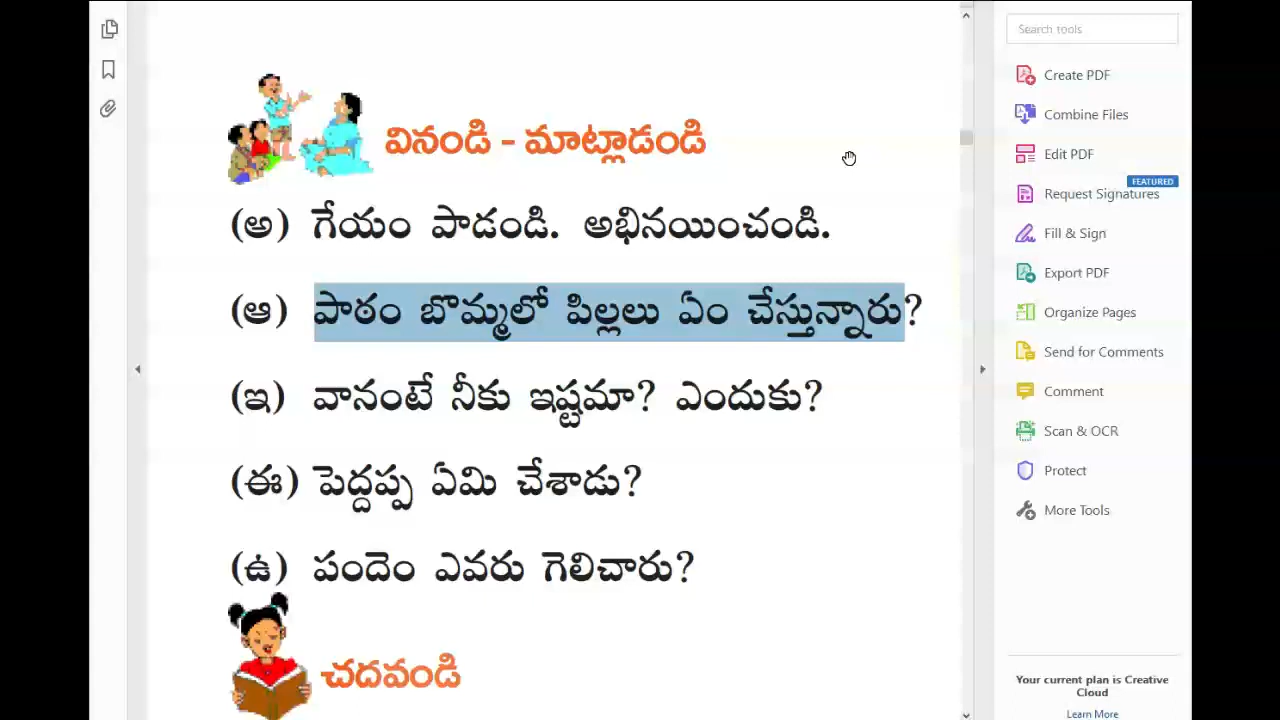 వినండి - మాట్లాడండి
(అ) గేయం పాడండి. అభినయించండి.
(ఆ) పాఠం బొమ్మలో పిల్లలు ఏం చేస్తున్నారు?
(ఇ) వానంటే నీకు ఇష్టమా? ఎందుకు?
(ఈ) పెద్దప్ప ఏమి చేశాడు?
(ఉ) పందెం ఎవరు గెలిచారు?
చదవండి
Search tools
Create PDF
Combine Files
Edit PDF
FEATURED
Request Signatures
Fill & Sign
Export PDF
Organize Pages
Send for Comments
Comment
Scan & OCR
Protect
More Tools
Your current plan is Creative
Cloud
Learn More